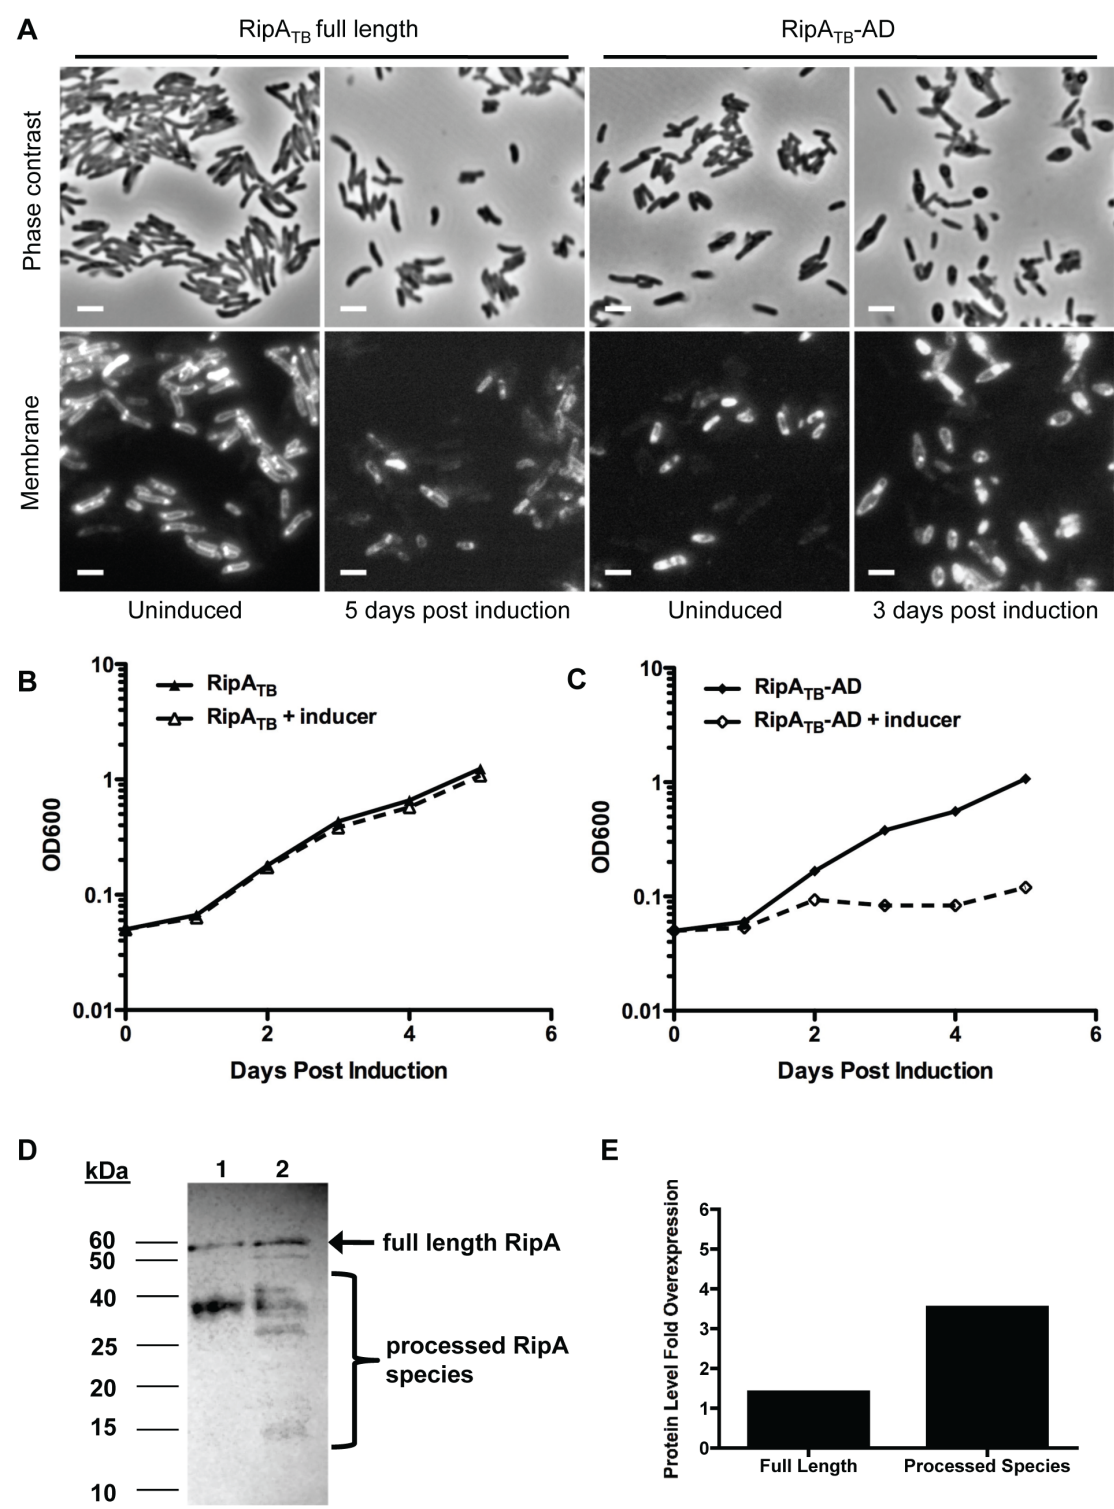 A
RipATB full length
RipATB-AD
Phase contrast
Membrane
Uninduced
5 days post induction
Uninduced
3 days post induction
B
RipATB
RipATB + inducer
10
1
0.1
0.01
OD600
0
2
4
6
Days Post Induction
C
RipATB-AD
RipATB-AD + inducer
10
1
0.1
0.01
OD600
0
2
4
6
Days Post Induction
D
kDa
1
2
60
50
40
25
20
15
10
full length RipA
processed RipA
species
E
Protein Level Fold Overexpression
6
5
4
3
2
1
0
Full Length
Processed Species